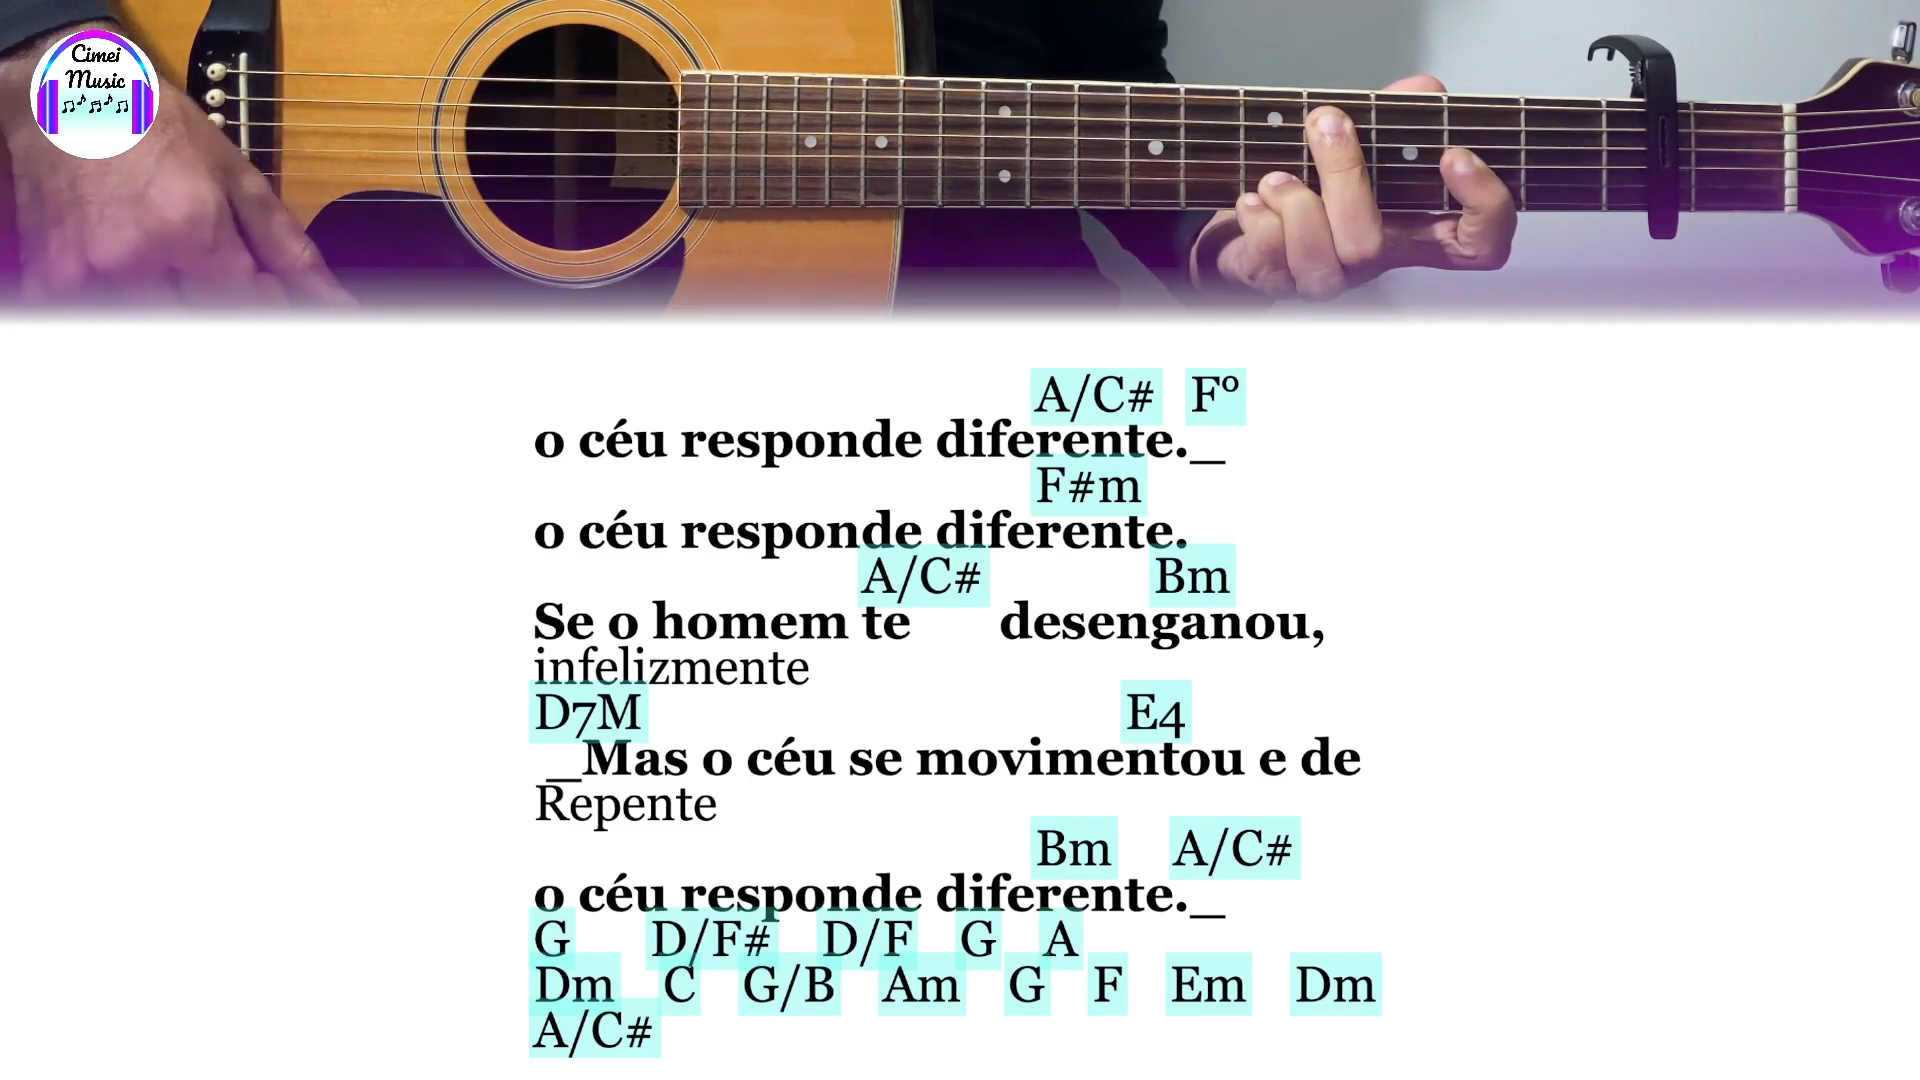 Cimei
Music
A/C# Fº
o céu responde diferente._
F#m
o céu responde diferente.
A/C# Bm
Se o homem te desenganou,
infelizmente
D7M E4
_Mas o céu se movimentou e de
Repente
Bm A/C#
o céu responde diferente._
G D/F# D/F G A
Dm C G/B Am G F Em Dm
A/C#